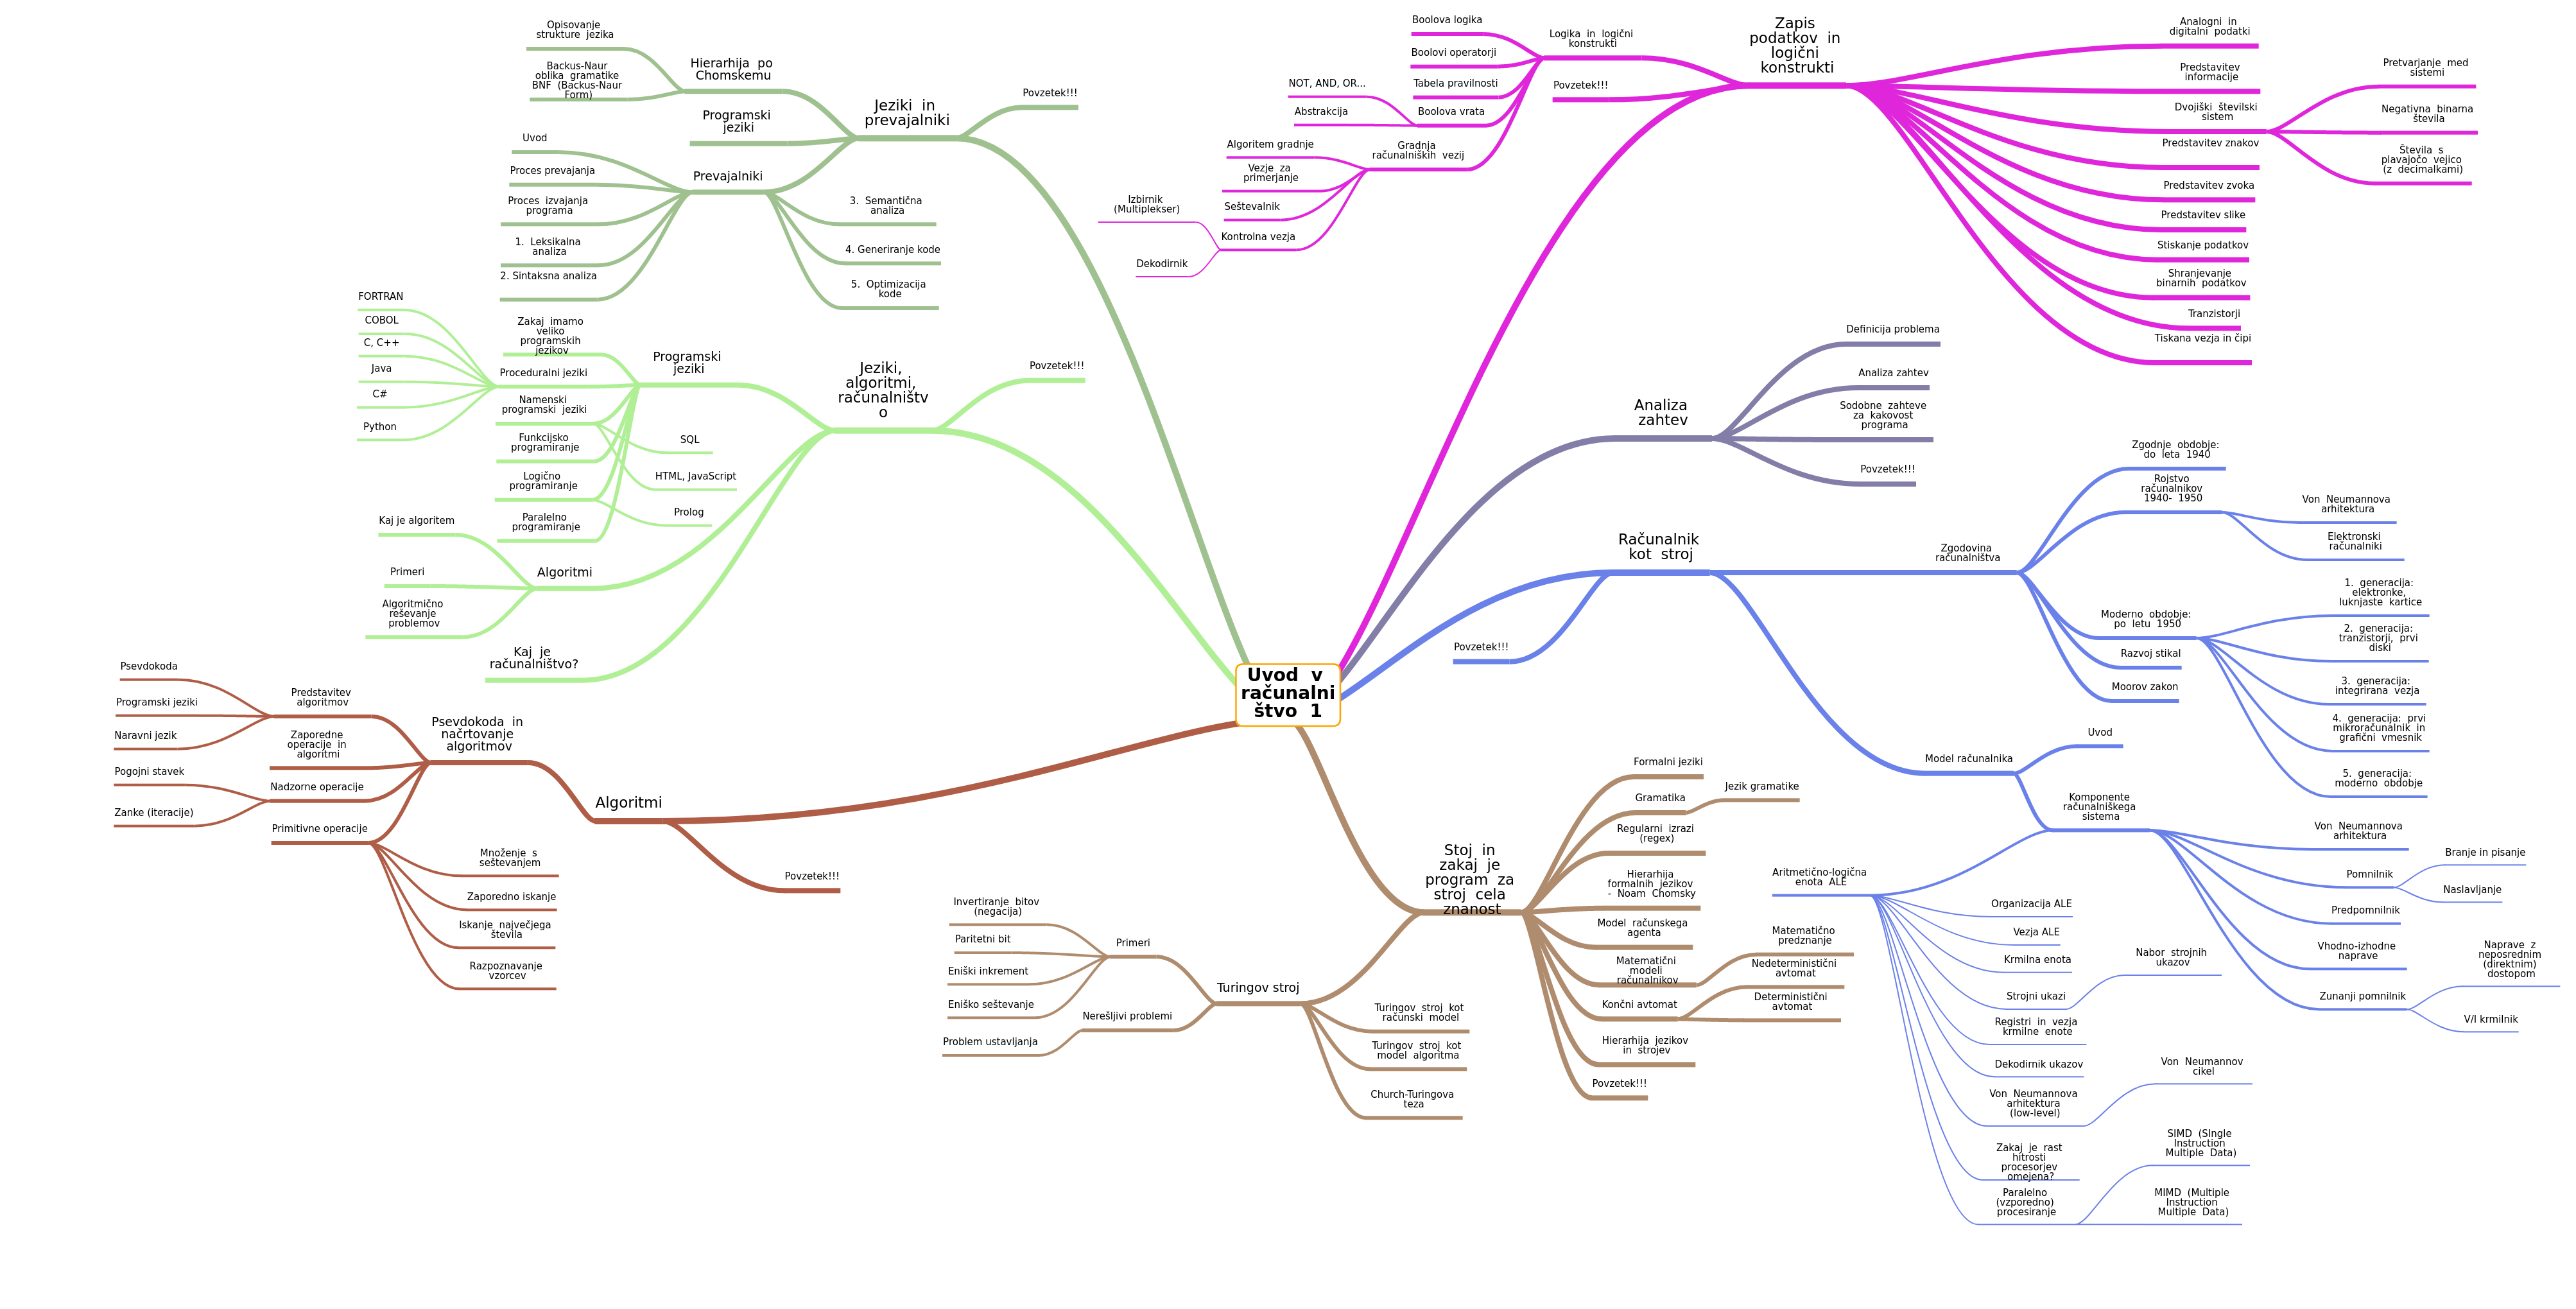 Uvod v
računalni
štvo 1
Jeziki in
prevajalniki
Povzetek!!!
Hierarhija po
Chomskemu
Opisovanje
strukture jezika
Backus-Naur
oblika gramatike
BNF (Backus-Naur
Form)
Programski
jeziki
Prevajalniki
Uvod
Proces prevajanja
Proces izvajanja
programa
1. Leksikalna
analiza
2. Sintaksna analiza
3. Semantična
analiza
4. Generiranje kode
5. Optimizacija
kode
Jeziki,
algoritmi,
računalništv
o
Povzetek!!!
Programski
jeziki
Zakaj imamo
veliko
programskih
jezikov
Proceduralni jeziki
FORTRAN
COBOL
C, C++
Java
C#
Python
Namenski
programski jeziki
SQL
HTML, JavaScript
Funkcijsko
programiranje
Logično
programiranje
Prolog
Paralelno
programiranje
Algoritmi
Kaj je algoritem
Primeri
Algoritmično
reševanje
problemov
Kaj je
računalništvo?
Algoritmi
Povzetek!!!
Psevdokoda in
načrtovanje
algoritmov
Predstavitev
algoritmov
Psevdokoda
Programski jeziki
Naravni jezik
Zaporedne
operacije in
algoritmi
Nadzorne operacije
Pogojni stavek
Zanke (iteracije)
Primitivne operacije
Množenje s
seštevanjem
Zaporedno iskanje
Iskanje največjega
števila
Razpoznavanje
vzorcev
Zapis
podatkov in
logični
konstrukti
Logika in logični
konstrukti
Boolova logika
Boolovi operatorji
Tabela pravilnosti
Boolova vrata
NOT, AND, OR...
Abstrakcija
Gradnja
računalniških vezij
Algoritem gradnje
Vezje za
primerjanje
Seštevalnik
Kontrolna vezja
Izbirnik
(Multiplekser)
Dekodirnik
Povzetek!!!
Analogni in
digitalni podatki
Predstavitev
informacije
Dvojiški številski
sistem
Pretvarjanje med
sistemi
Negativna binarna
števila
Števila s
plavajočo vejico
(z decimalkami)
Predstavitev znakov
Predstavitev zvoka
Predstavitev slike
Stiskanje podatkov
Shranjevanje
binarnih podatkov
Tranzistorji
Tiskana vezja in čipi
Analiza
zahtev
Definicija problema
Analiza zahtev
Sodobne zahteve
za kakovost
programa
Povzetek!!!
Računalnik
kot stroj
Povzetek!!!
Zgodovina
računalništva
Zgodnje obdobje:
do leta 1940
Rojstvo
računalnikov
1940- 1950
Von Neumannova
arhitektura
Elektronski
računalniki
Moderno obdobje:
po letu 1950
1. generacija:
elektronke,
luknjaste kartice
2. generacija:
tranzistorji, prvi
diski
3. generacija:
integrirana vezja
4. generacija: prvi
mikroračunalnik in
grafični vmesnik
5. generacija:
moderno obdobje
Razvoj stikal
Moorov zakon
Model računalnika
Uvod
Komponente
računalniškega
sistema
Von Neumannova
arhitektura
Pomnilnik
Branje in pisanje
Naslavljanje
Predpomnilnik
Vhodno-izhodne
naprave
Zunanji pomnilnik
Naprave z
neposrednim
(direktnim)
dostopom
V/I krmilnik
Aritmetično-logična
enota ALE
Organizacija ALE
Vezja ALE
Krmilna enota
Strojni ukazi
Nabor strojnih
ukazov
Registri in vezja
krmilne enote
Dekodirnik ukazov
Von Neumannova
arhitektura
(low-level)
Von Neumannov
cikel
Zakaj je rast
hitrosti
procesorjev
omejena?
Paralelno
(vzporedno)
procesiranje
SIMD (SIngle
Instruction
Multiple Data)
MIMD (Multiple
Instruction
Multiple Data)
Stoj in
zakaj je
program za
stroj cela
znanost
Formalni jeziki
Gramatika
Jezik gramatike
Regularni izrazi
(regex)
Hierarhija
formalnih jezikov
- Noam Chomsky
Model računskega
agenta
Matematični
modeli
računalnikov
Matematično
predznanje
Končni avtomat
Nedeterministični
avtomat
Deterministični
avtomat
Hierarhija jezikov
in strojev
Povzetek!!!
Turingov stroj
Primeri
Invertiranje bitov
(negacija)
Paritetni bit
Eniški inkrement
Eniško seštevanje
Nerešljivi problemi
Problem ustavljanja
Turingov stroj kot
računski model
Turingov stroj kot
model algoritma
Church-Turingova
teza